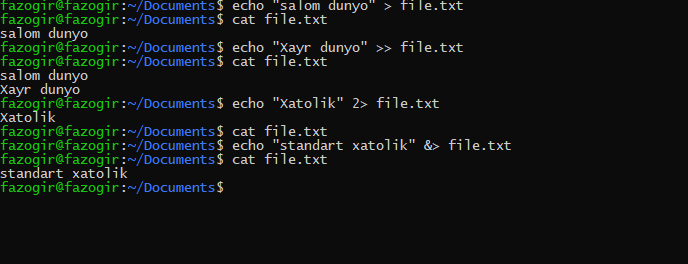 fazogir@fazogir:~/Documents$ echo "salom dunyo" > file.txt
fazogir@fazogir:~/Documents$ cat file.txt
salom dunyo
fazogir@fazogir:~/Documents$ echo "Xayr dunyo" >> file.txt
fazogir@fazogir:~/Documents$ cat file.txt
salom dunyo
Xayr dunyo
fazogir@fazogir:~/Documents$ echo "Xatolik" 2> file.txt
Xatolik
fazogir@fazogir:~/Documents$ cat file.txt
fazogir@fazogir:~/Documents$ echo "standart xatolik" &> file.txt
fazogir@fazogir:~/Documents$ cat file.txt
standart xatolik
fazogir@fazogir:~/Documents$